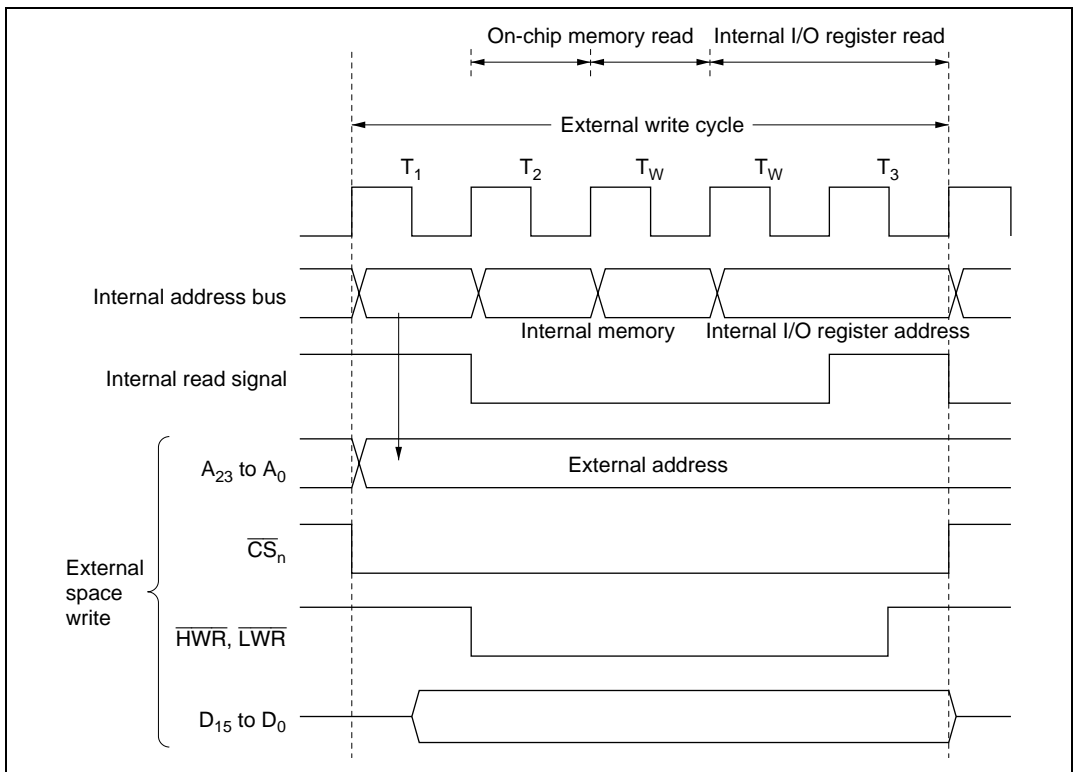 On-chip memory read Internal I/O register read
External write cycle
T1 T2 TW TW T3
Internal address bus
Internal memory Internal I/O register address
Internal read signal
A23 to A0
External address
CSn
External
space
write
HWR, LWR
D15 to D0